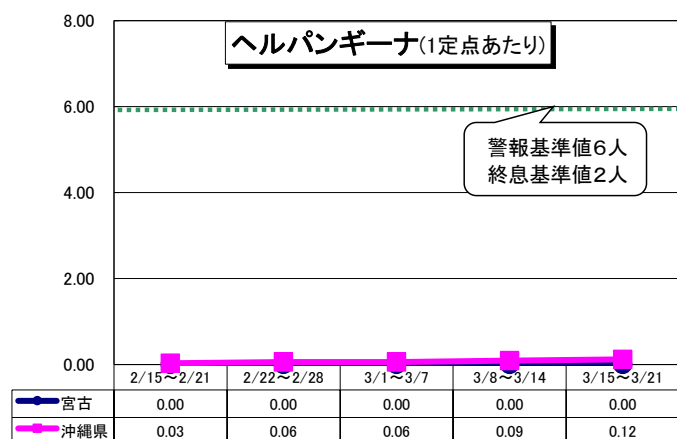 ヘルパンギーナ(1定点あたり)
8.00
6.00
4.00
2.00
0.00
警報基準値6人
終息基準値2人
2/15～2/21 2/22～2/28 3/1～3/7 3/8～3/14 3/15～3/21
宮古 0.00 0.00 0.00 0.00 0.00
沖縄県 0.03 0.06 0.06 0.09 0.12